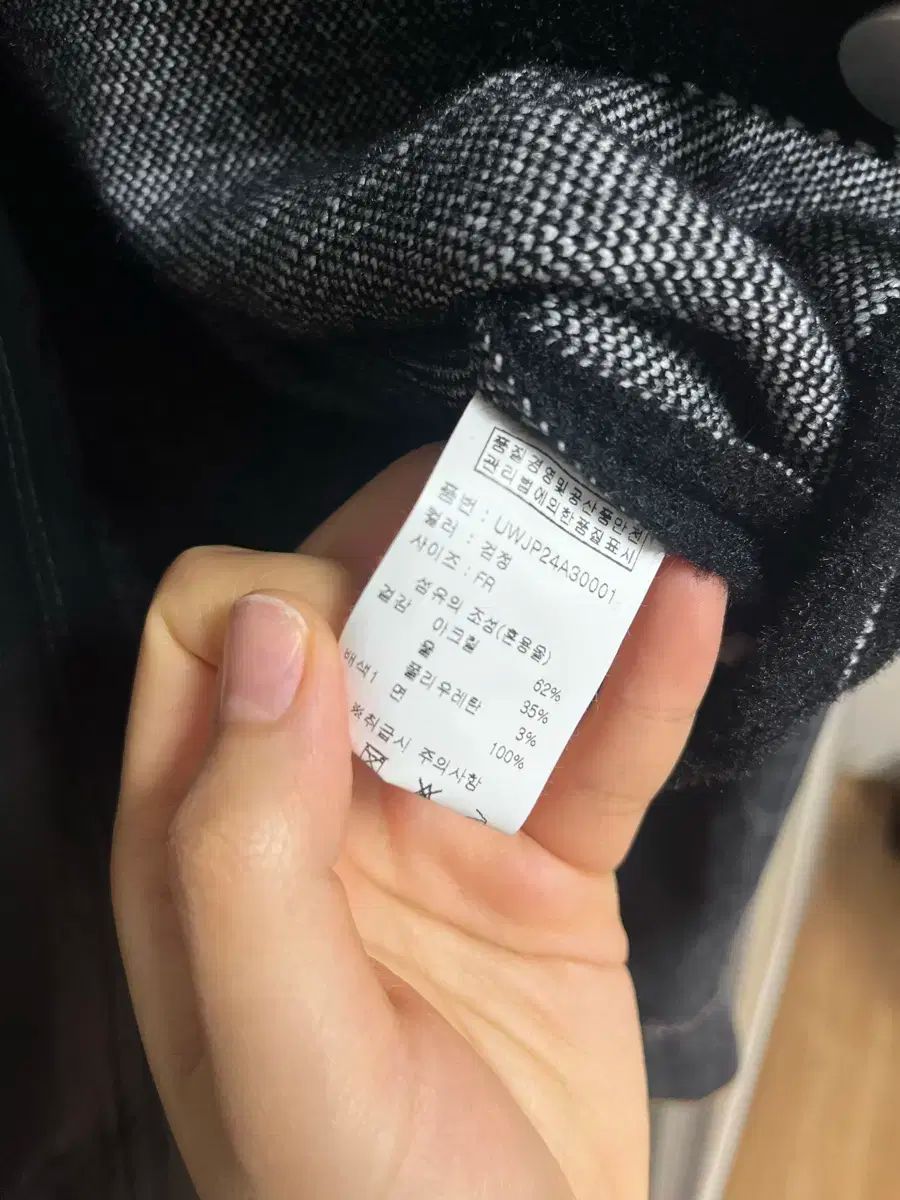 품질경영및공산품안전
관리법에의한품질표시
품번 : UWJP24A30001
컬러 : 검정
사이즈 : FR
섬유의 조성(혼용율)
겉감 아크릴 62%
울 35%
폴리우레탄 3%
배색1 면 100%
※취급시 주의사항